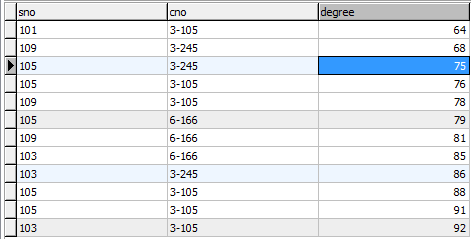 sno cno degree
101 3-105 64
109 3-245 68
105 3-245 75
105 3-105 76
109 3-105 78
105 6-166 79
109 6-166 81
103 6-166 85
103 3-245 86
105 3-105 88
105 3-105 91
103 3-105 92